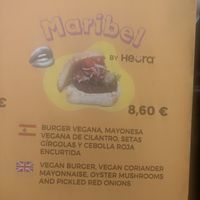 Maribel
BY Heüra
€
8,60 €
BURGER VEGANA, MAYONESA
VEGANA DE CILANTRO, SETAS
GÍRGOLAS Y CEBOLLA ROJA
ENCURTIDA
VEGAN BURGER, VEGAN CORIANDER
MAYONNAISE, OYSTER MUSHROOMS
AND PICKLED RED ONIONS